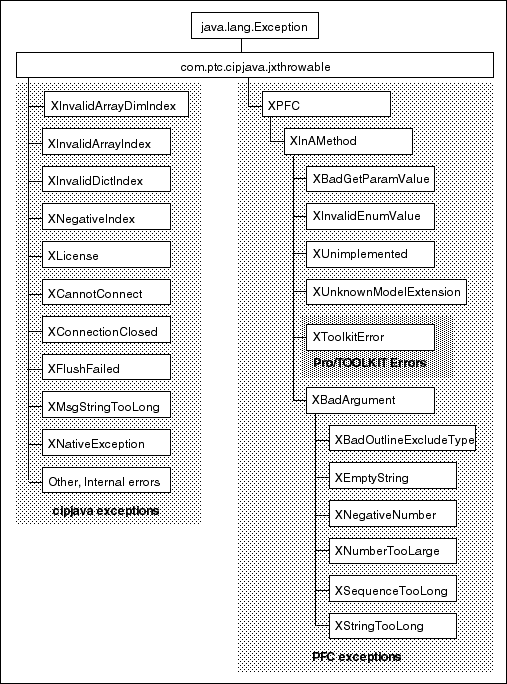 java.lang.Exception
com.ptc.cipjava.jxthrowable
XInvalidArrayDimIndex
XInvalidArrayIndex
XInvalidDictIndex
XNegativeIndex
XLicense
XCannotConnect
XConnectionClosed
XFlushFailed
XMsgStringTooLong
XNativeException
Other, Internal errors
cipjava exceptions
XPFC
XInAMethod
XBadGetParamValue
XInvalidEnumValue
XUnimplemented
XUnknownModelExtension
XToolkitError
Pro/TOOLKIT Errors
XBadArgument
XBadOutlineExcludeType
XEmptyString
XNegativeNumber
XNumberTooLarge
XSequenceTooLong
XStringTooLong
PFC exceptions